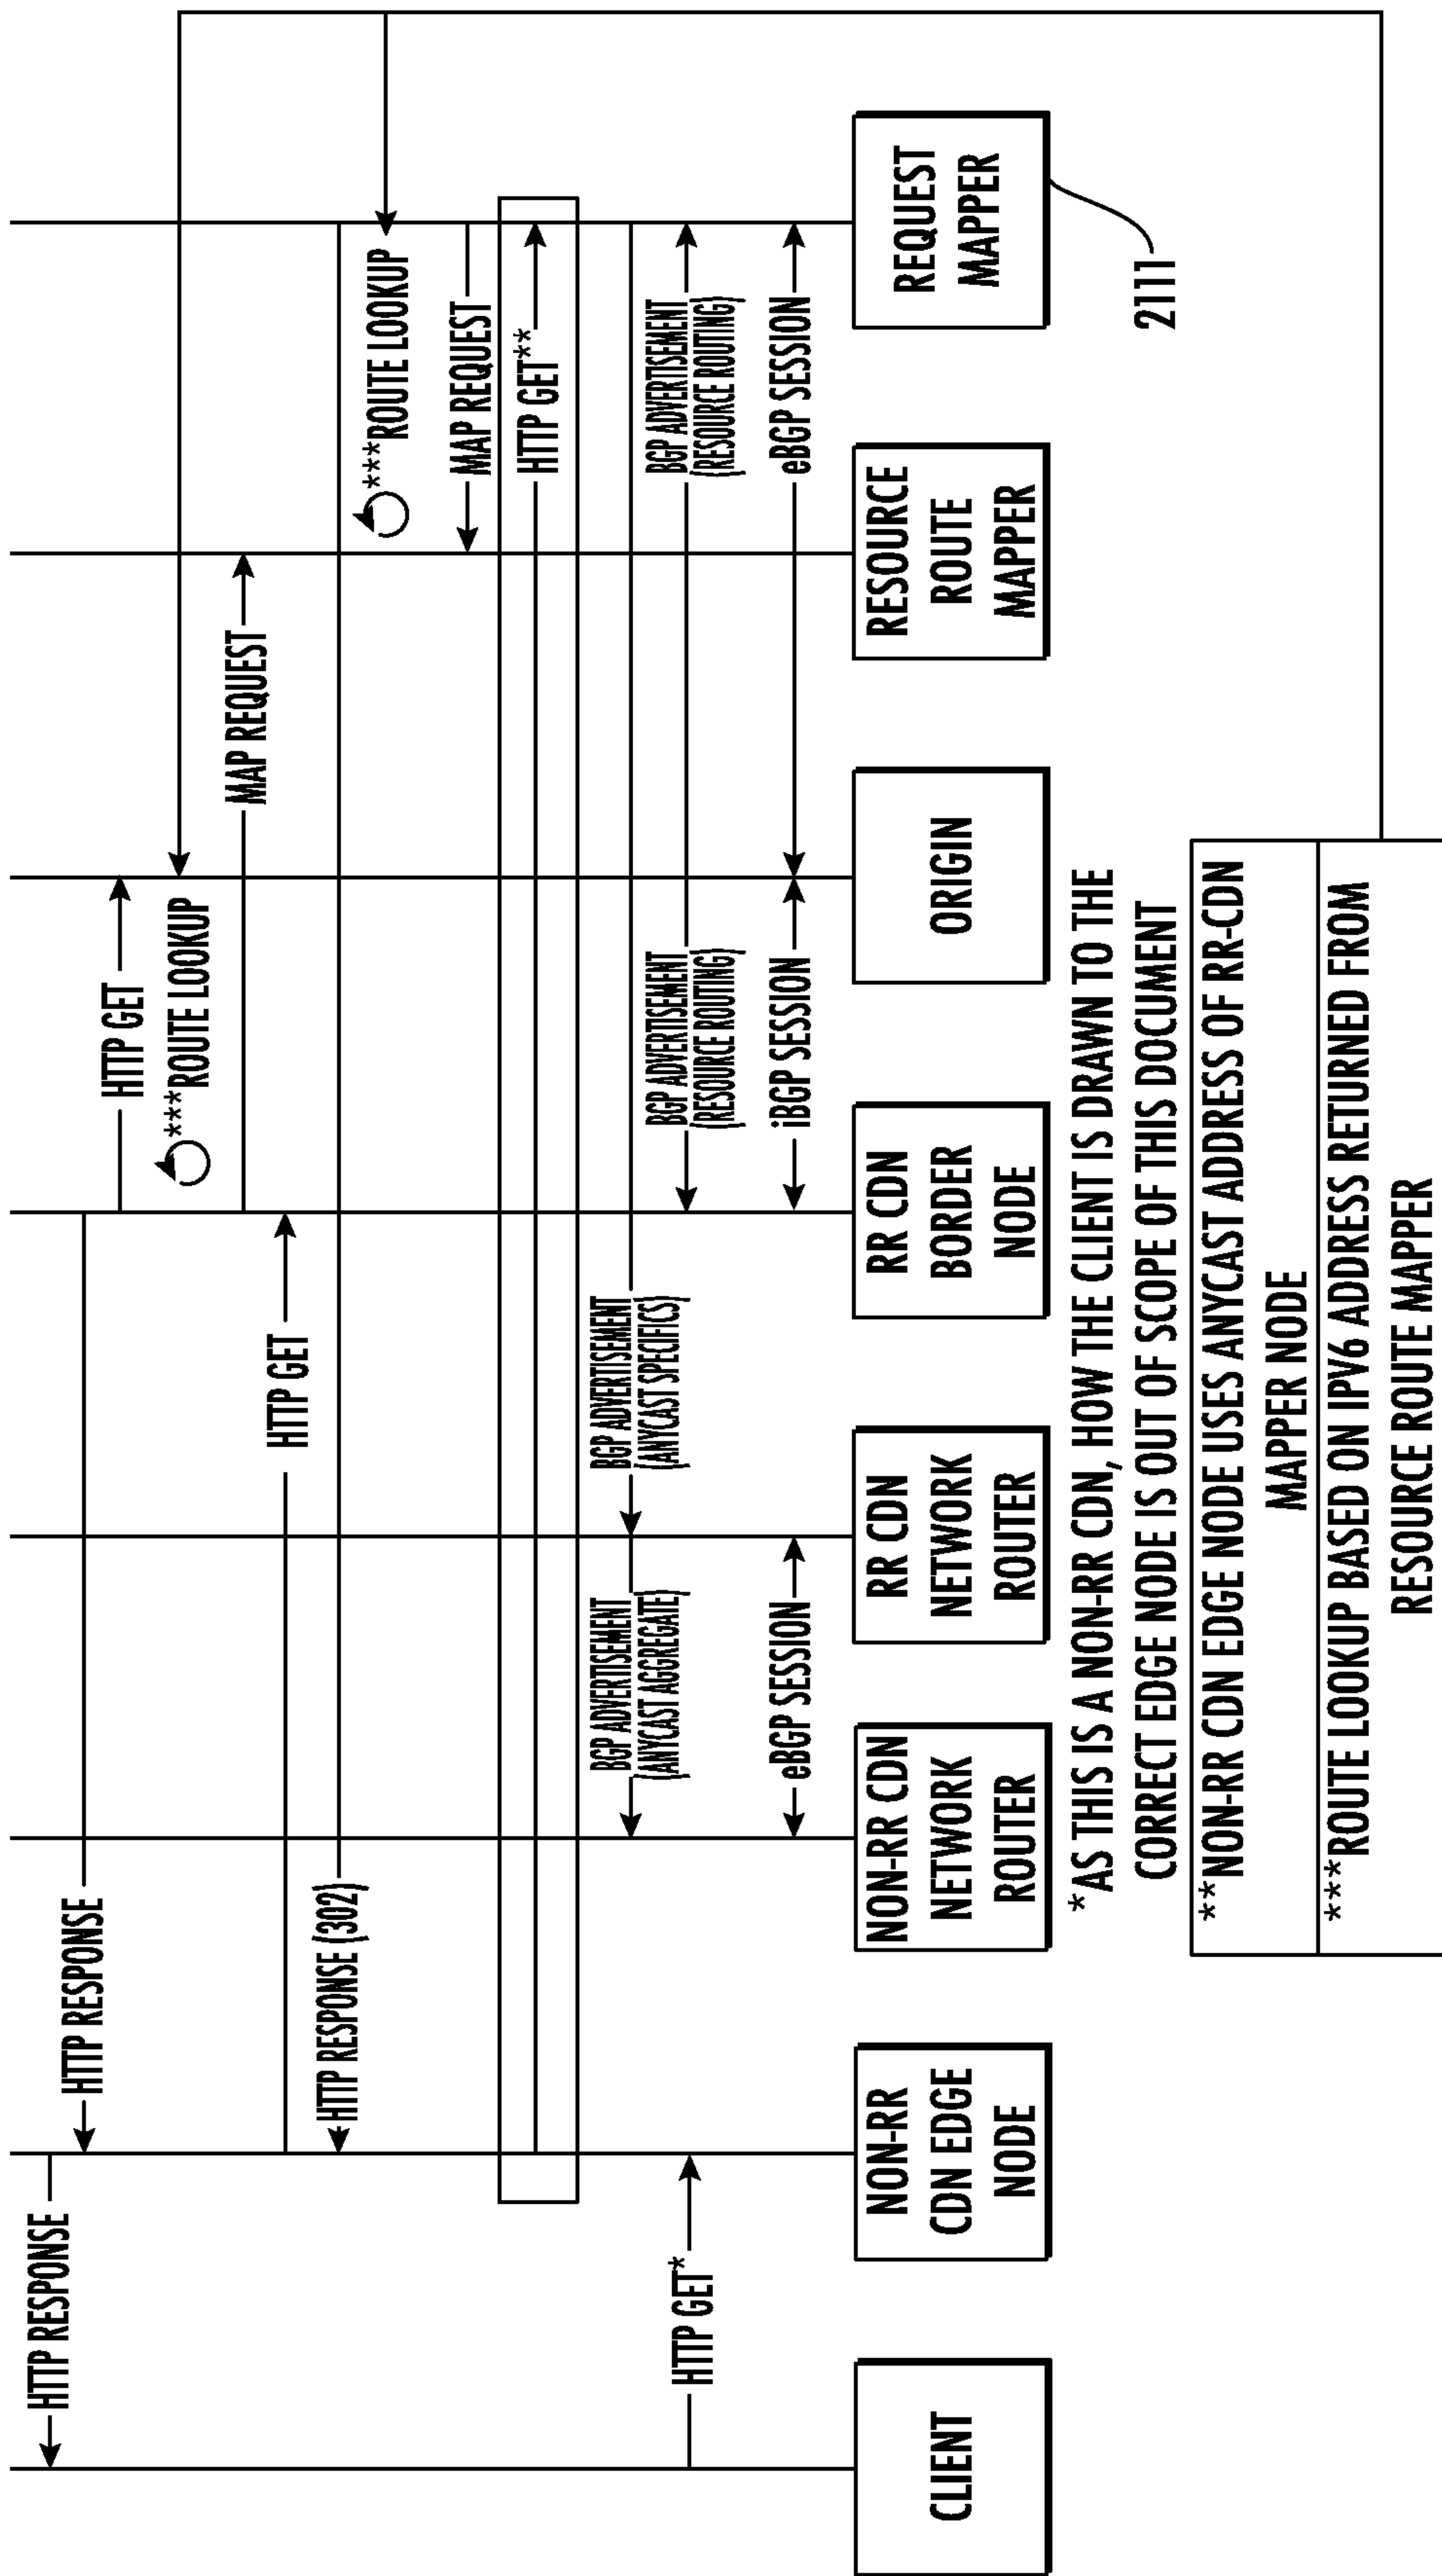 HTTP RESPONSE
HTTP RESPONSE
HTTP GET
***ROUTE LOOKUP
MAP REQUEST
HTTP GET
HTTP RESPONSE (302)
***ROUTE LOOKUP
MAP REQUEST
HTTP GET**
BGP ADVERTISEMENT
(ANYCAST AGGREGATE)
BGP ADVERTISEMENT
(ANYCAST SPECIFICS)
HTTP GET*
BGP ADVERTISEMENT
(RESOURCE ROUTING)
BGP ADVERTISEMENT
(RESOURCE ROUTING)
eBGP SESSION
iBGP SESSION
eBGP SESSION
CLIENT
NON-RR
CDN EDGE
NODE
NON-RR CDN
NETWORK
ROUTER
RR CDN
NETWORK
ROUTER
RR CDN
BORDER
NODE
ORIGIN
RESOURCE
ROUTE
MAPPER
REQUEST
MAPPER
2111
*AS THIS IS A NON-RR CDN, HOW THE CLIENT IS DRAWN TO THE
CORRECT EDGE NODE IS OUT OF SCOPE OF THIS DOCUMENT
**NON-RR CDN EDGE NODE USES ANYCAST ADDRESS OF RR-CDN
MAPPER NODE
***ROUTE LOOKUP BASED ON IPV6 ADDRESS RETURNED FROM
RESOURCE ROUTE MAPPER